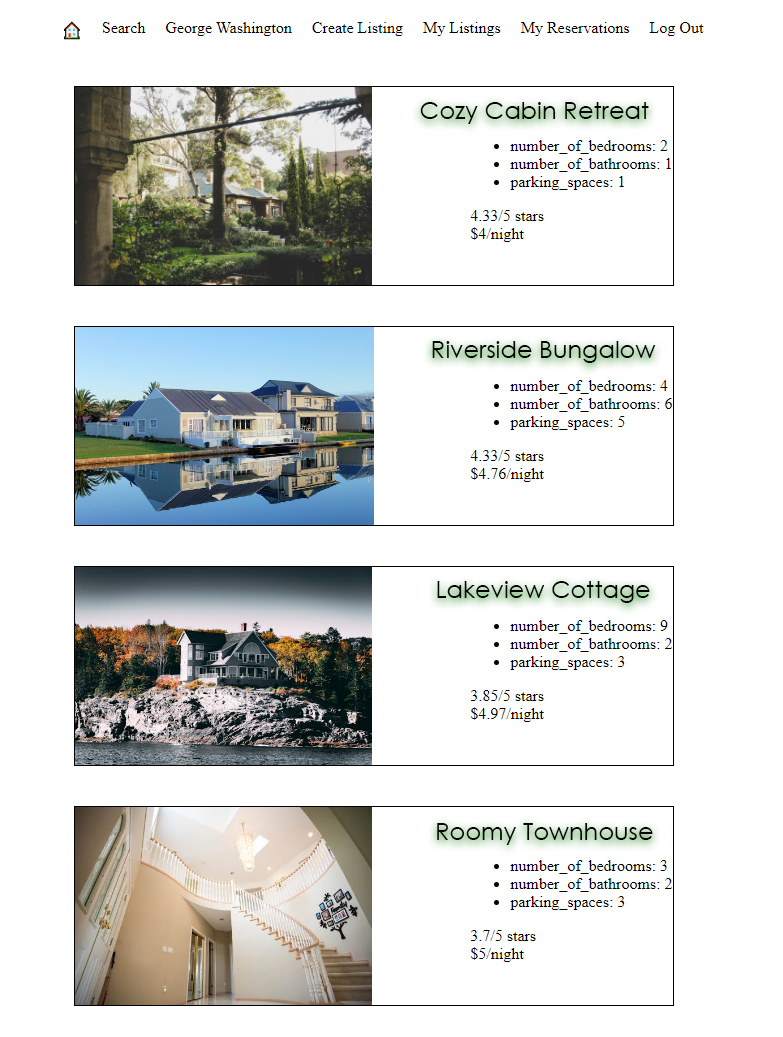 Search George Washington Create Listing My Listings My Reservations Log Out
Cozy Cabin Retreat
number_of_bedrooms: 2
number_of_bathrooms: 1
parking_spaces: 1
4.33/5 stars
$4/night
Riverside Bungalow
number_of_bedrooms: 4
number_of_bathrooms: 6
parking_spaces: 5
4.33/5 stars
$4.76/night
Lakeview Cottage
number_of_bedrooms: 9
number_of_bathrooms: 2
parking_spaces: 3
3.85/5 stars
$4.97/night
Roomy Townhouse
number_of_bedrooms: 3
number_of_bathrooms: 2
parking_spaces: 3
3.7/5 stars
$5/night
family